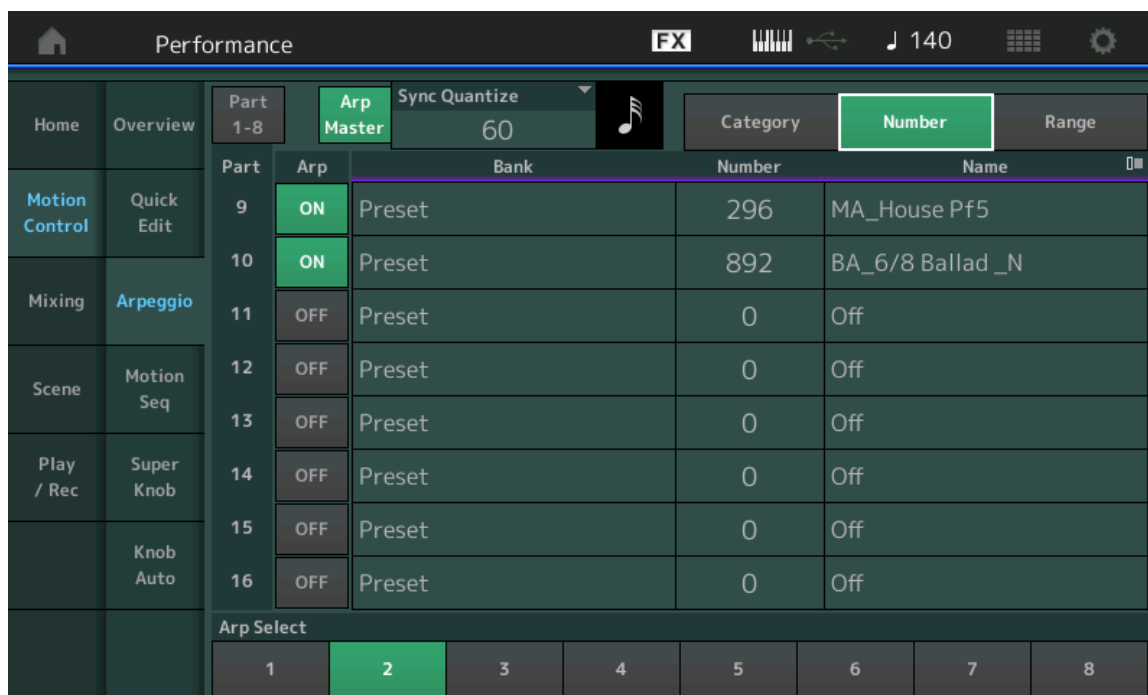 Performance FX ♩ 140
Home Overview Part 1-8 Arp Master Sync Quantize 60 Category Number Range
Part Arp Bank Number Name
Motion Control Quick Edit 9 ON Preset 296 MA_House Pf5
10 ON Preset 892 BA_6/8 Ballad _N
Mixing Arpeggio 11 OFF Preset 0 Off
Scene Motion Seq 12 OFF Preset 0 Off
13 OFF Preset 0 Off
Play / Rec Super Knob 14 OFF Preset 0 Off
Knob Auto 15 OFF Preset 0 Off
16 OFF Preset 0 Off
Arp Select
1 2 3 4 5 6 7 8